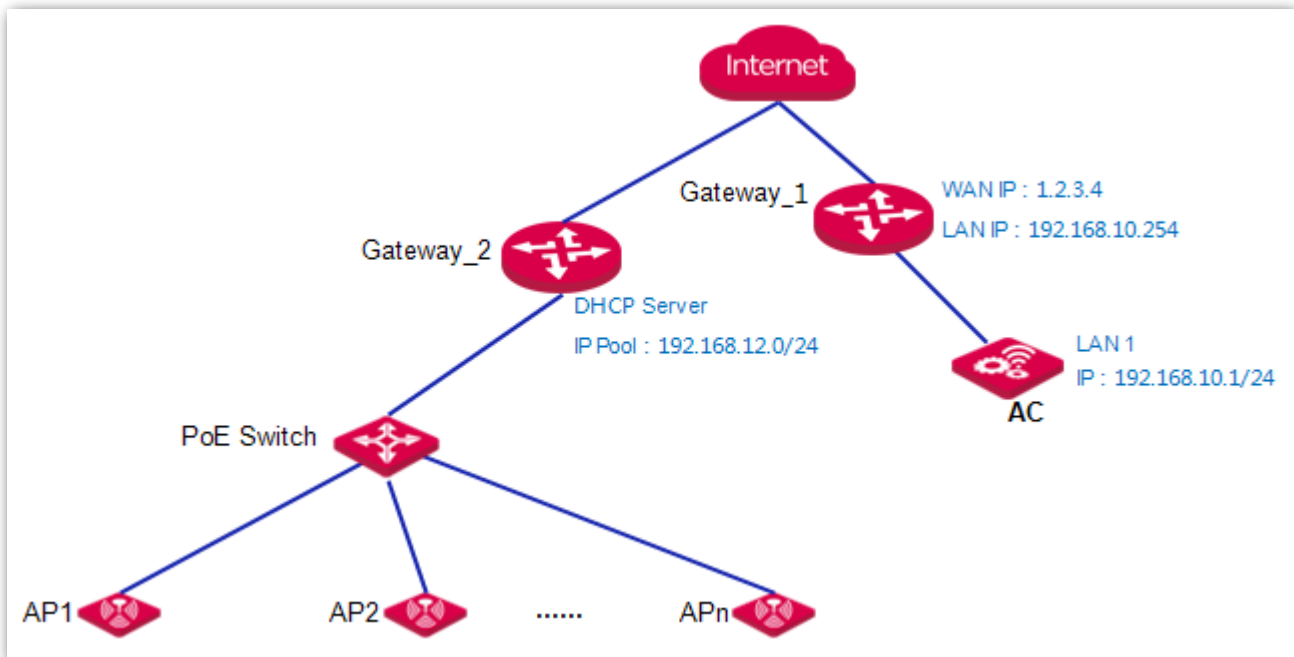 Internet
Gateway_1
WAN IP : 1.2.3.4
LAN IP : 192.168.10.254
Gateway_2
DHCP Server
IP Pool : 192.168.12.0/24
LAN 1
IP : 192.168.10.1/24
AC
PoE Switch
AP1
AP2
......
APn